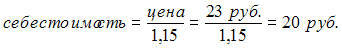 себестоимость = цена / 1,15 = 23 руб. / 1,15 = 20 руб.